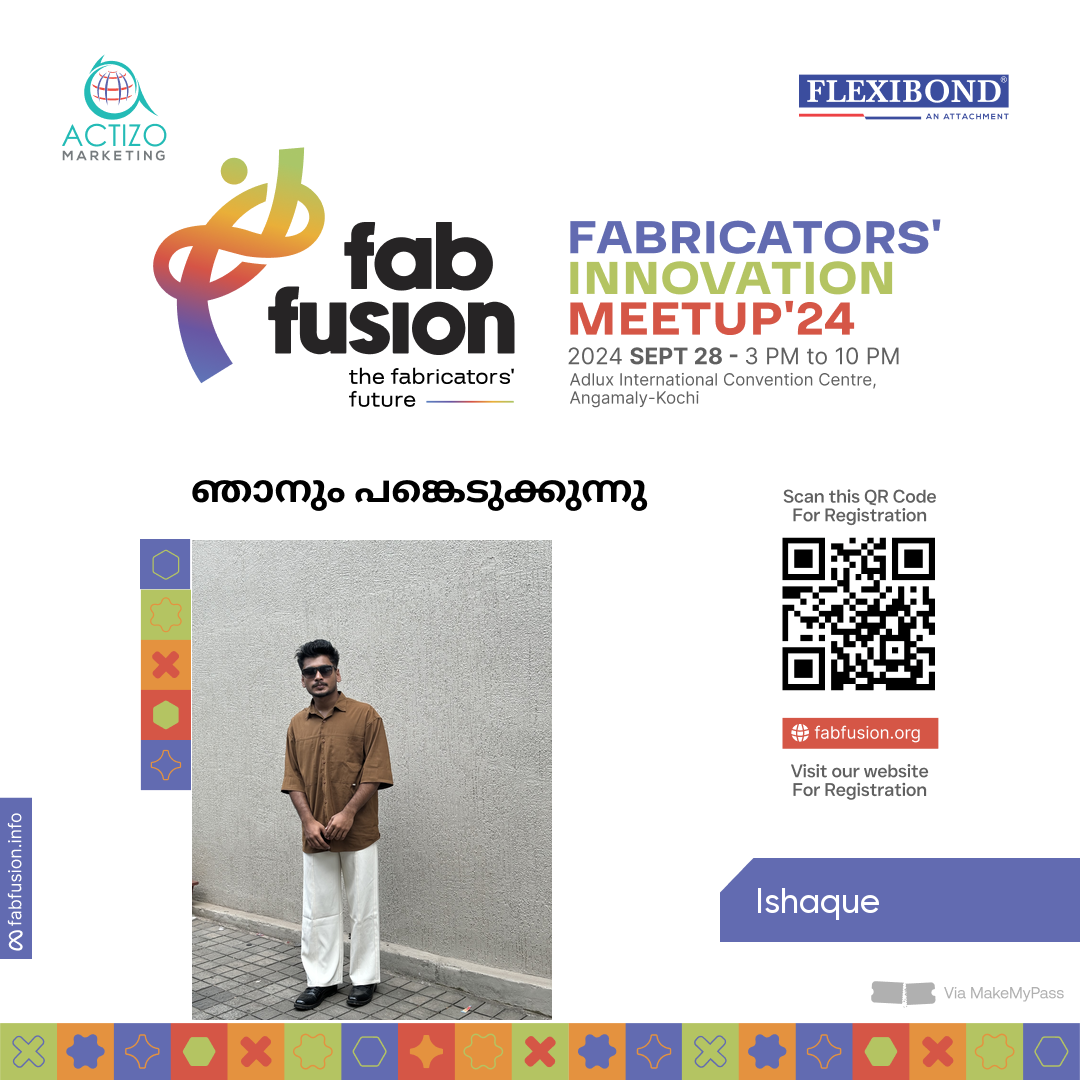 ACTIZO
MARKETING
FLEXIBOND®
AN ATTACHMENT
fab
fusion
the fabricators'
future
FABRICATORS'
INNOVATION
MEETUP'24
2024 SEPT 28 - 3 PM to 10 PM
Adlux International Convention Centre,
Angamaly-Kochi
ഞാനും പങ്കെടുക്കുന്നു
Scan this QR Code
For Registration
fabfusion.org
Visit our website
For Registration
fabfusion.info
Ishaque
Via MakeMyPass